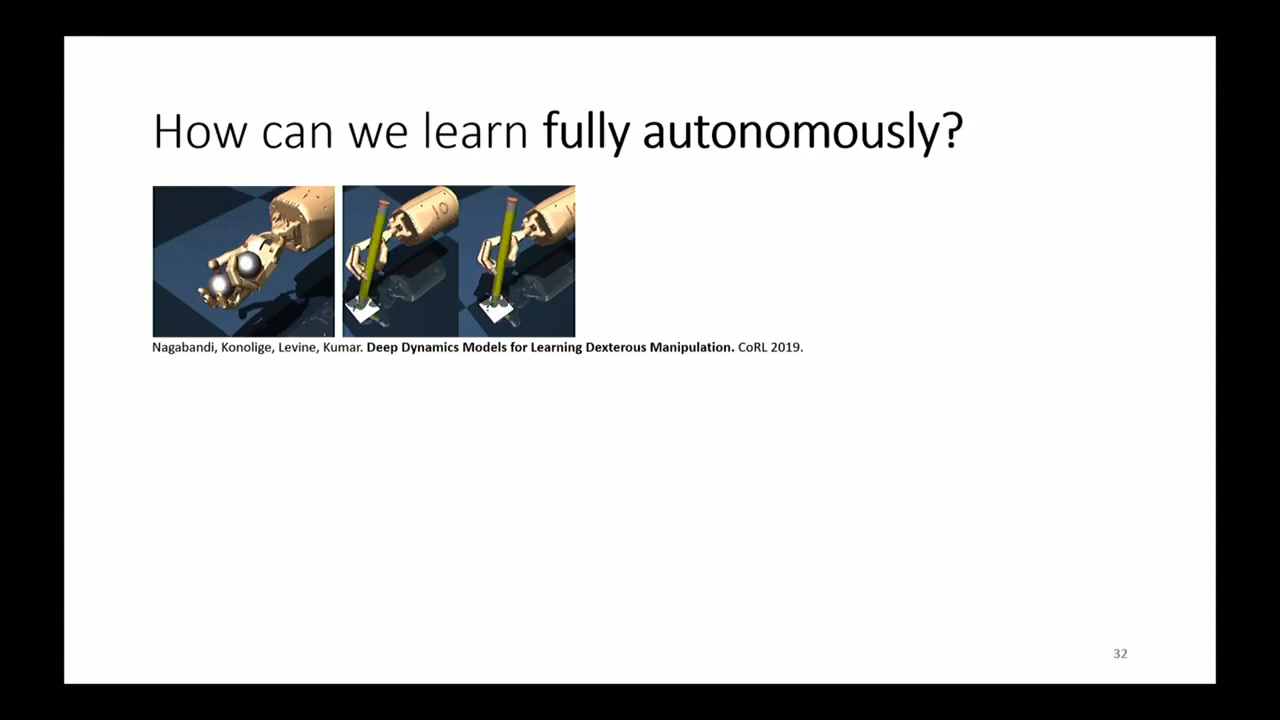 How can we learn fully autonomously?
Nagabandi, Konolige, Levine, Kumar. Deep Dynamics Models for Learning Dexterous Manipulation. CoRL 2019.
32